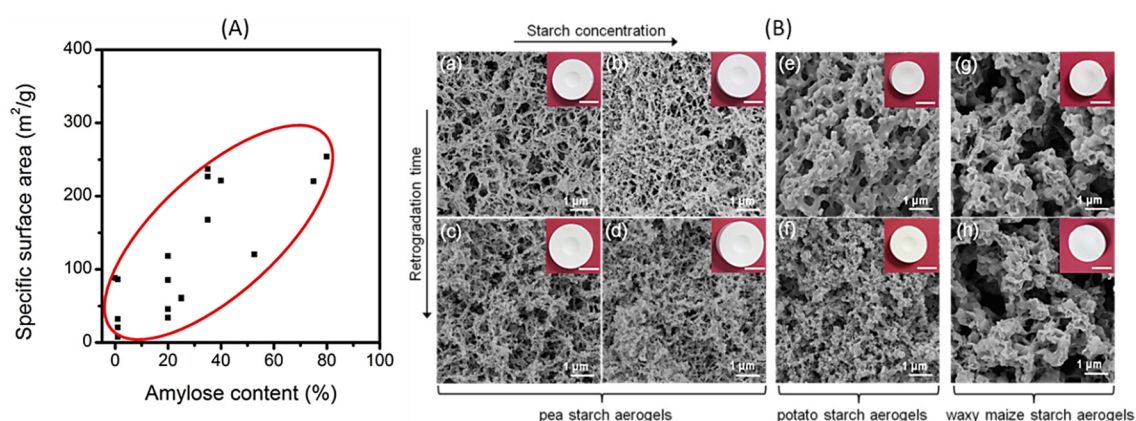 (A)
400
300
200
100
0
0 20 40 60 80 100
Specific surface area (m²/g)
Amylose content (%)
(B)
Starch concentration
Retrogradation time
(a)
1 µm
(b)
1 µm
(e)
1 µm
(g)
1 µm
(c)
1 µm
(d)
1 µm
(f)
1 µm
(h)
1 µm
pea starch aerogels
potato starch aerogels
waxy maize starch aerogels